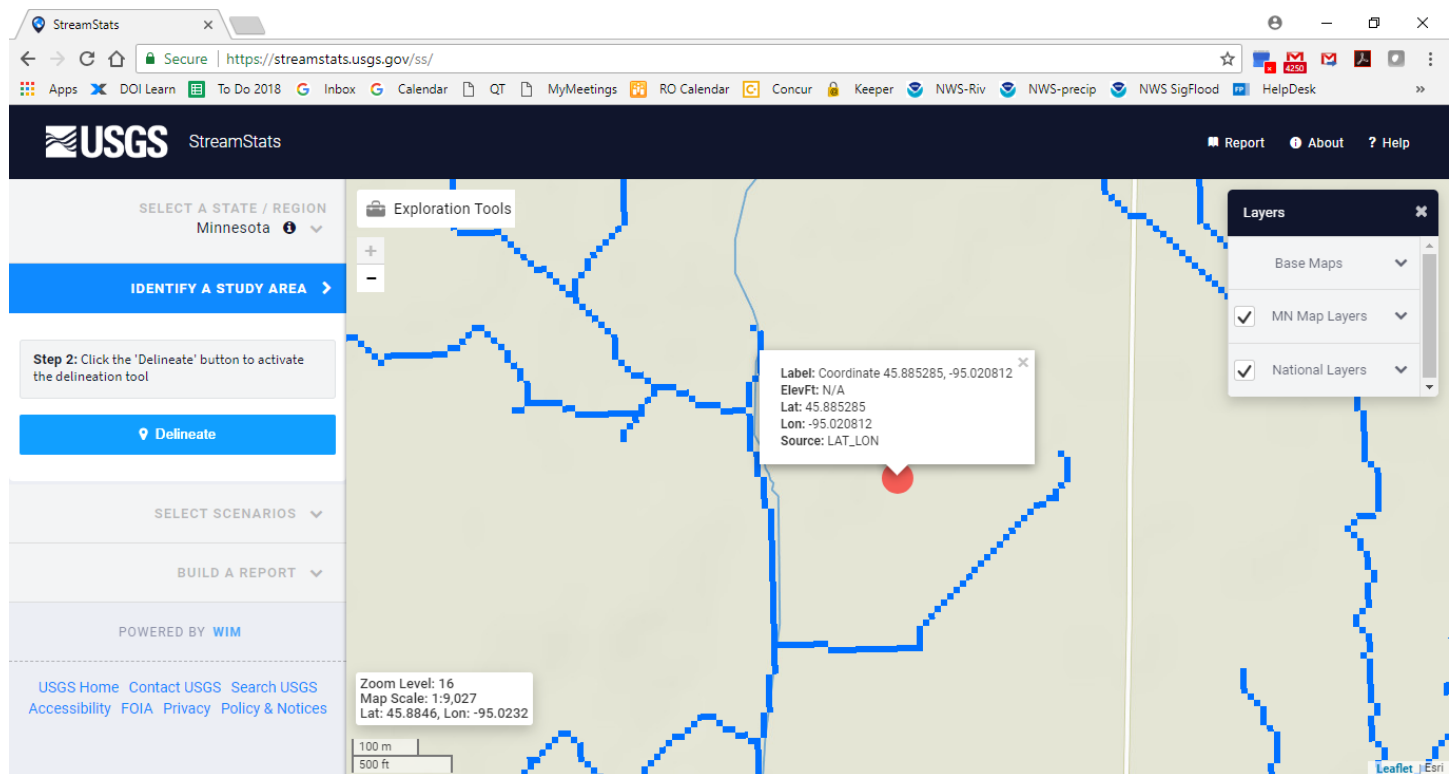 StreamStats
Secure | https://streamstats.usgs.gov/ss/
4250
Apps DOI Learn To Do 2018 Inbox Calendar QT MyMeetings RO Calendar Concur Keeper NWS-Riv NWS-precip NWS SigFlood HelpDesk »
USGS StreamStats
Report About ? Help
SELECT A STATE / REGION
Minnesota
IDENTIFY A STUDY AREA
Step 2: Click the 'Delineate' button to activate
the delineation tool
Delineate
SELECT SCENARIOS
BUILD A REPORT
POWERED BY WIM
USGS Home Contact USGS Search USGS
Accessibility FOIA Privacy Policy & Notices
Exploration Tools
+
−
Label: Coordinate 45.885285, -95.020812
ElevFt: N/A
Lat: 45.885285
Lon: -95.020812
Source: LAT_LON
Layers
Base Maps
MN Map Layers
National Layers
Zoom Level: 16
Map Scale: 1:9,027
Lat: 45.8846, Lon: -95.0232
100 m
500 ft
Leaflet | Esri